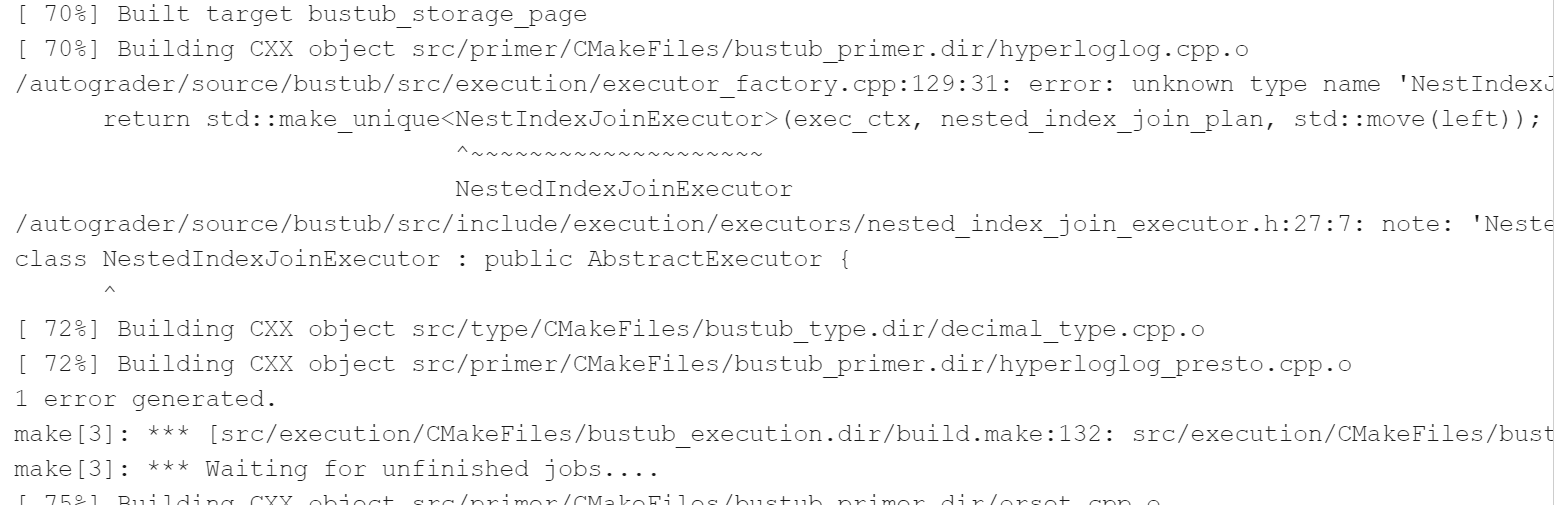 [ 70%] Built target bustub_storage_page
[ 70%] Building CXX object src/primer/CMakeFiles/bustub_primer.dir/hyperloglog.cpp.o
/autograder/source/bustub/src/execution/executor_factory.cpp:129:31: error: unknown type name 'NestIndexJ
      return std::make_unique<NestIndexJoinExecutor>(exec_ctx, nested_index_join_plan, std::move(left));
                              ^~~~~~~~~~~~~~~~~~~~~
                              NestedIndexJoinExecutor
/autograder/source/bustub/src/include/execution/executors/nested_index_join_executor.h:27:7: note: 'Neste
class NestedIndexJoinExecutor : public AbstractExecutor {
      ^
[ 72%] Building CXX object src/type/CMakeFiles/bustub_type.dir/decimal_type.cpp.o
[ 72%] Building CXX object src/primer/CMakeFiles/bustub_primer.dir/hyperloglog_presto.cpp.o
1 error generated.
make[3]: *** [src/execution/CMakeFiles/bustub_execution.dir/build.make:132: src/execution/CMakeFiles/bust
make[3]: *** Waiting for unfinished jobs....
[ 75%] Building CXX object src/primer/CMakeFiles/bustub_primer.dir/orset.cpp.o